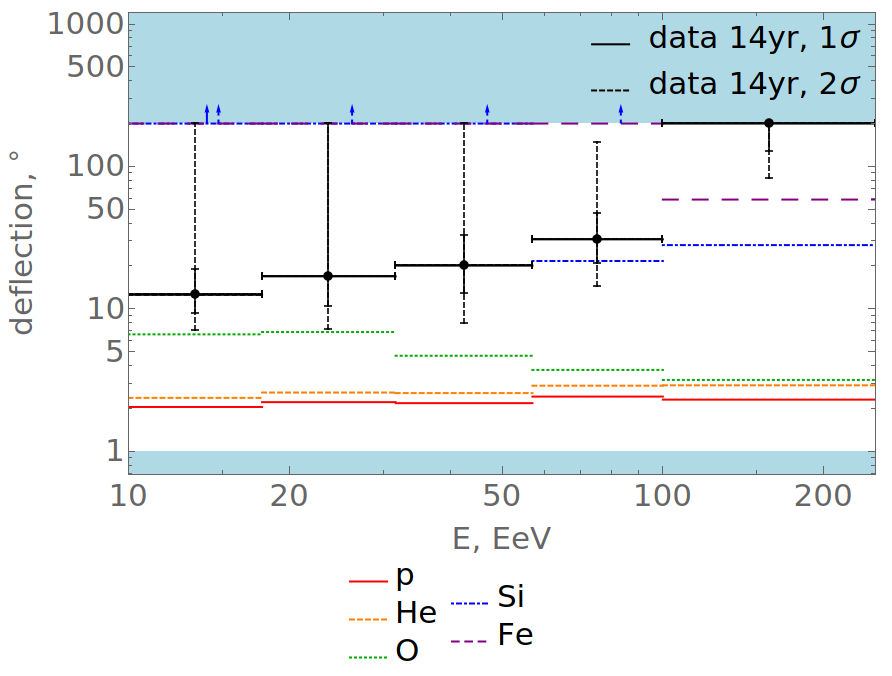 1000
500
100
50
10
5
1
deflection, °
data 14yr, 1σ
data 14yr, 2σ
10 20 50 100 200
E, EeV
p
He
O
Si
Fe